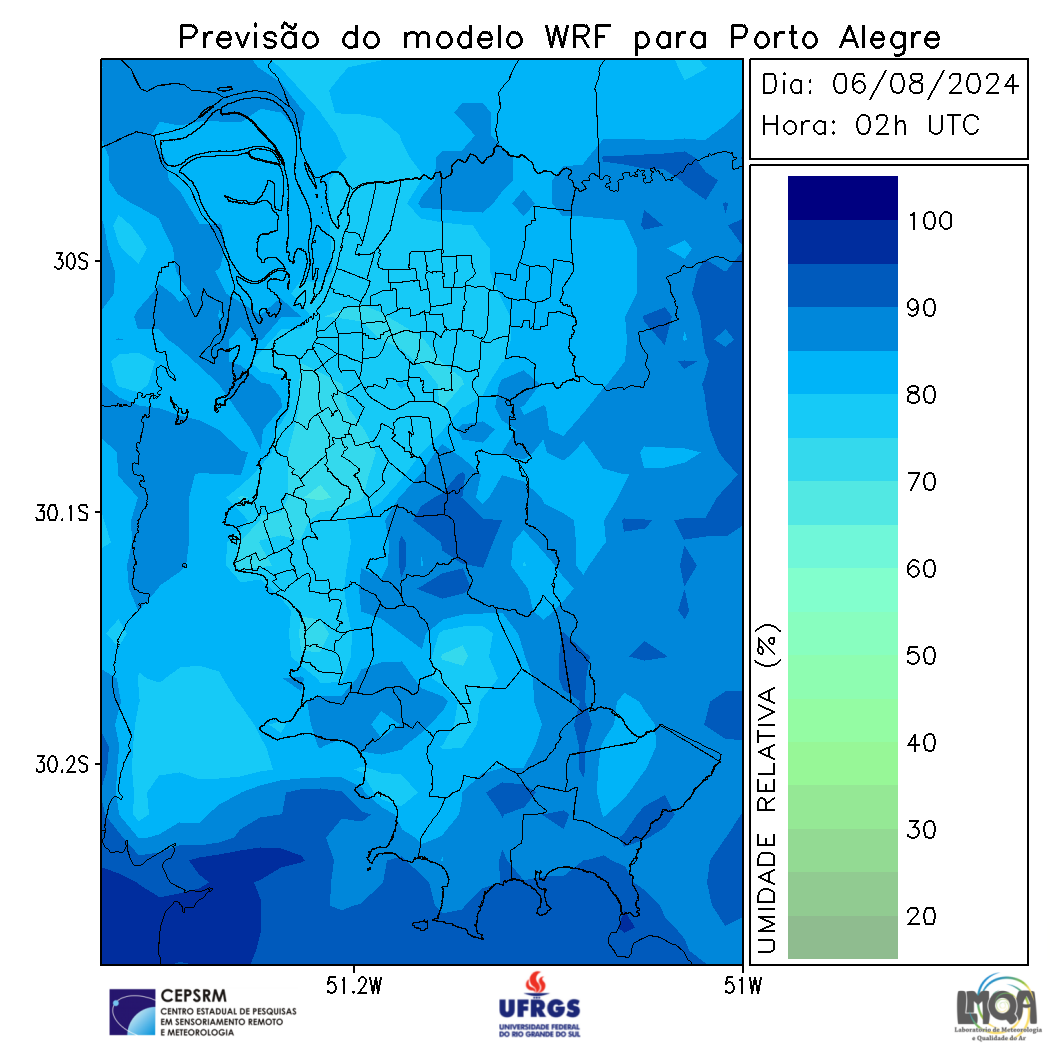 Previsão do modelo WRF para Porto Alegre
Dia: 06/08/2024
Hora: 02h UTC
30S
30.1S
30.2S
51.2W
51W
100
90
80
70
60
50
40
30
20
UMIDADE RELATIVA (%)
CEPSRM
CENTRO ESTADUAL DE PESQUISAS
EM SENSORIAMENTO REMOTO
E METEOROLOGIA
UFRGS
UNIVERSIDADE FEDERAL
DO RIO GRANDE DO SUL
LMQA
Laboratório de Meteorologia
e Qualidade do Ar